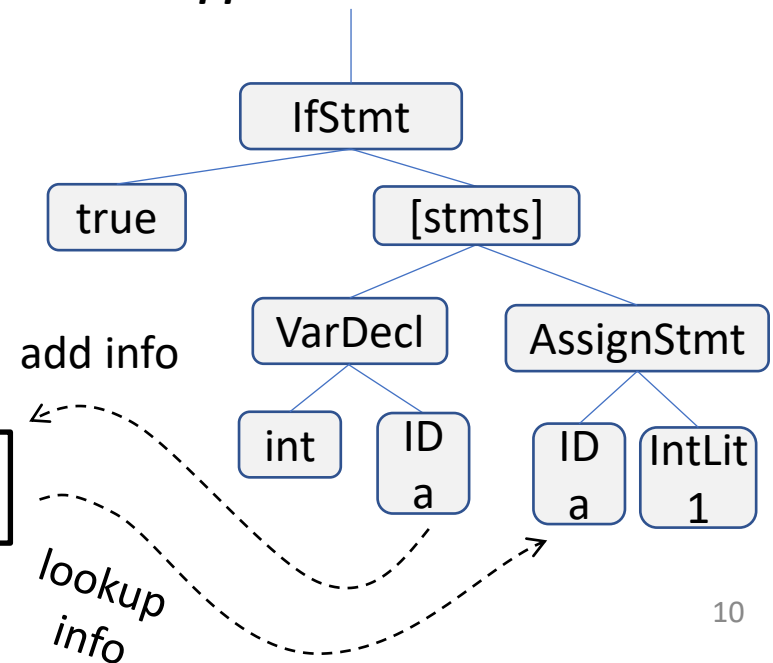 IfStmt
true
[stmts]
VarDecl
AssignStmt
add info
int
ID
a
ID
a
IntLit
1
lookup
info
10